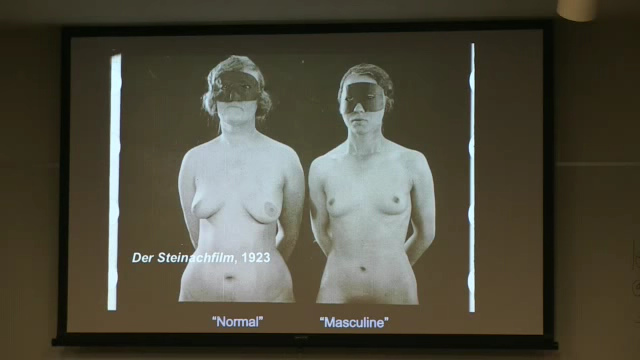 Der Steinachfilm, 1923
"Normal" "Masculine"